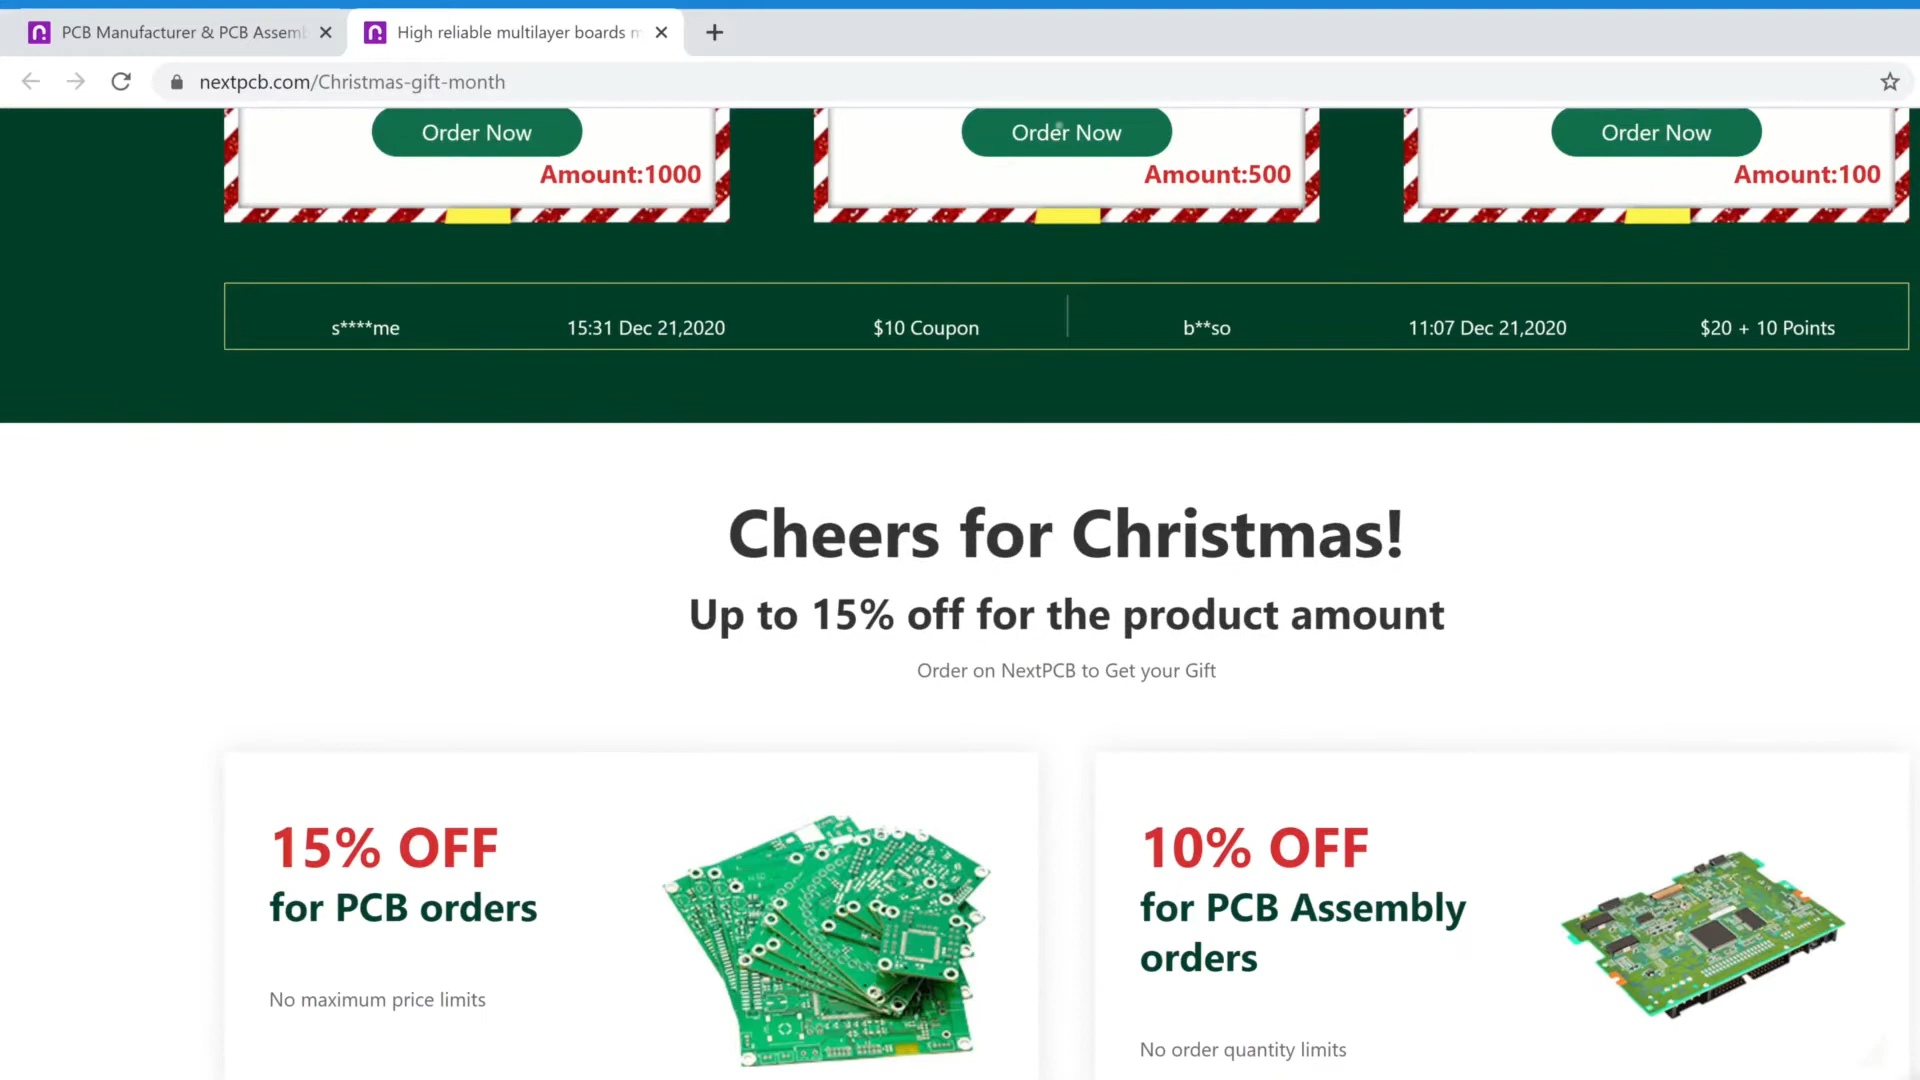 PCB Manufacturer & PCB Assem
High reliable multilayer boards
nextpcb.com/Christmas-gift-month
Order Now
Order Now
Order Now
Amount:1000
Amount:500
Amount:100
s****me 15:31 Dec 21,2020 $10 Coupon b**so 11:07 Dec 21,2020 $20 + 10 Points
Cheers for Christmas!
Up to 15% off for the product amount
Order on NextPCB to Get your Gift
15% OFF
for PCB orders
No maximum price limits
10% OFF
for PCB Assembly
orders
No order quantity limits